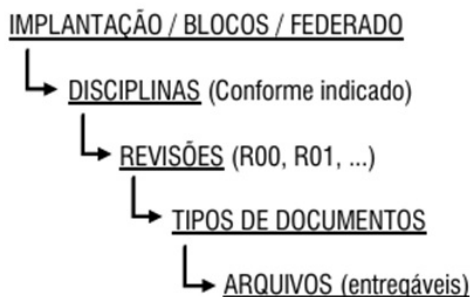 IMPLANTAÇÃO / BLOCOS / FEDERADO
DISCIPLINAS (Conforme indicado)
REVISÕES (R00, R01, ...)
TIPOS DE DOCUMENTOS
ARQUIVOS (entregáveis)